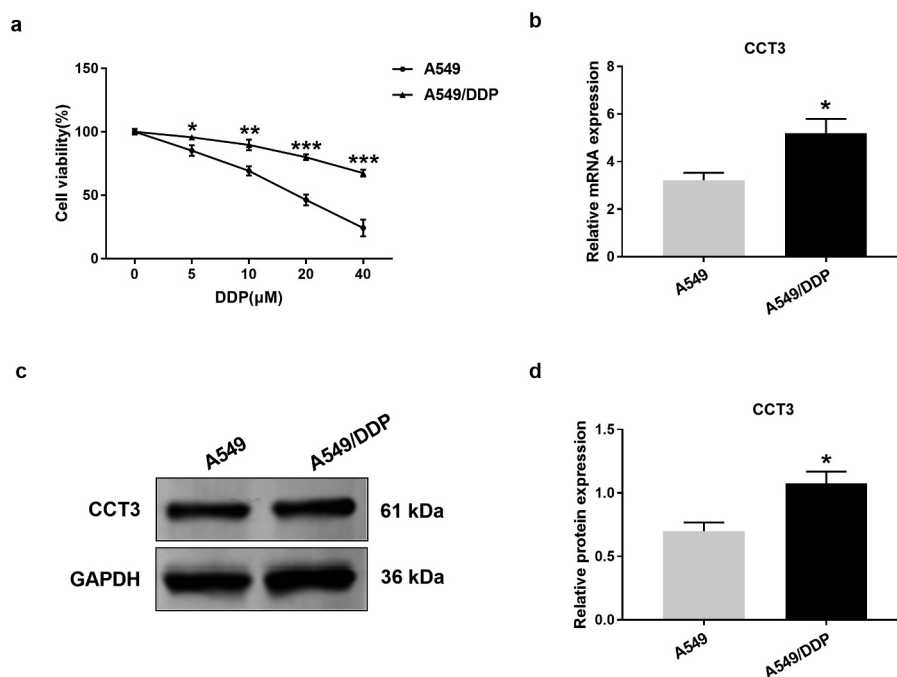 a
150
100
50
0
Cell viability(%)
* ** *** ***
0 5 10 20 40
DDP(μM)
A549
A549/DDP
b
CCT3
8
6
4
2
0
Relative mRNA expression
*
A549
A549/DDP
c
A549 A549/DDP
CCT3 61 kDa
GAPDH 36 kDa
d
CCT3
1.5
1.0
0.5
0.0
Relative protein expression
*
A549
A549/DDP